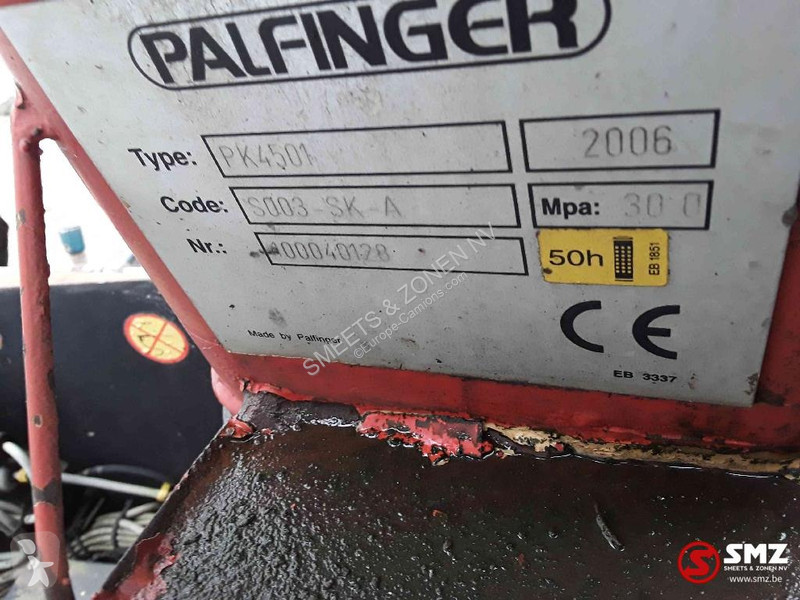 PALFINGER
Type: PK4501 2006
Code: S003-SK-A Mpa: 30 0
Nr.: 100040128
50h EB 1851
CE
Made by Palfinger
EB 3337
SMEETS & ZONEN NV
©Europe-Camions.com
SMZ
SMEETS & ZONEN NV
www.smz.be